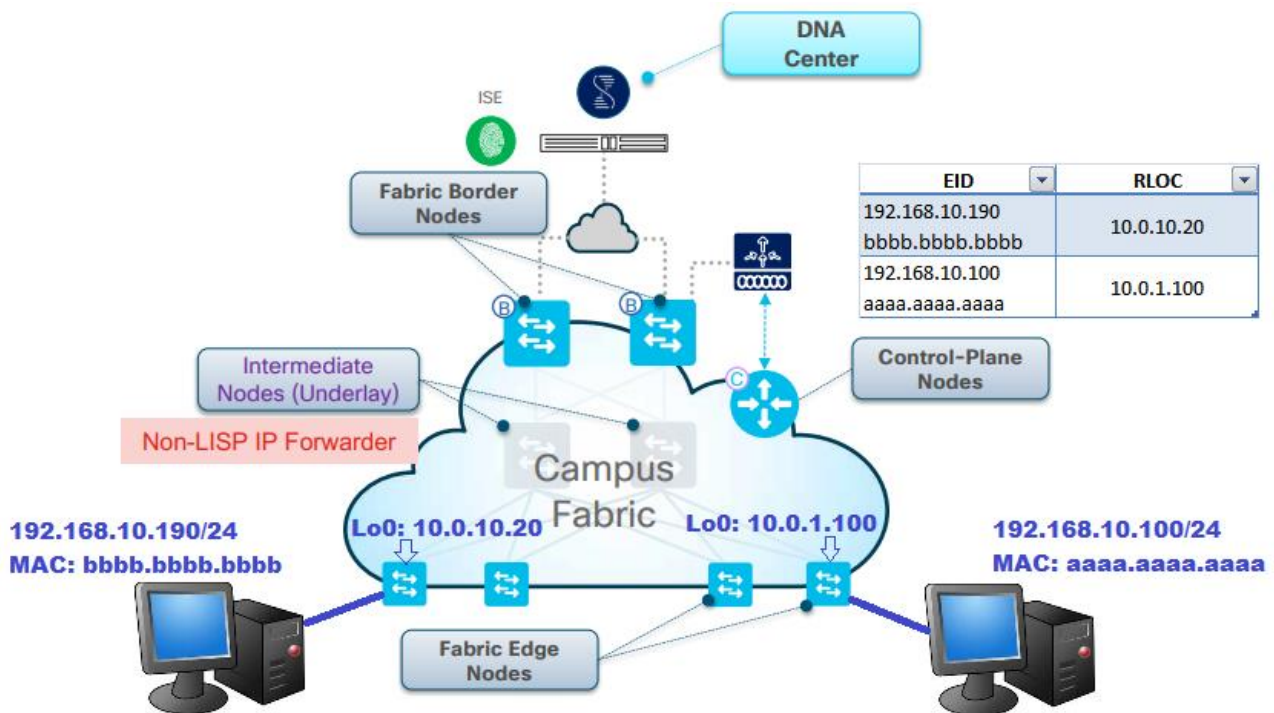 DNA
Center
ISE
Fabric Border
Nodes
EID
RLOC
192.168.10.190
bbbb.bbbb.bbbb
10.0.10.20
192.168.10.100
aaaa.aaaa.aaaa
10.0.1.100
B
B
Intermediate
Nodes (Underlay)
C
Control-Plane
Nodes
Non-LISP IP Forwarder
Campus
Fabric
Lo0: 10.0.10.20
Lo0: 10.0.1.100
192.168.10.190/24
MAC: bbbb.bbbb.bbbb
192.168.10.100/24
MAC: aaaa.aaaa.aaaa
Fabric Edge
Nodes